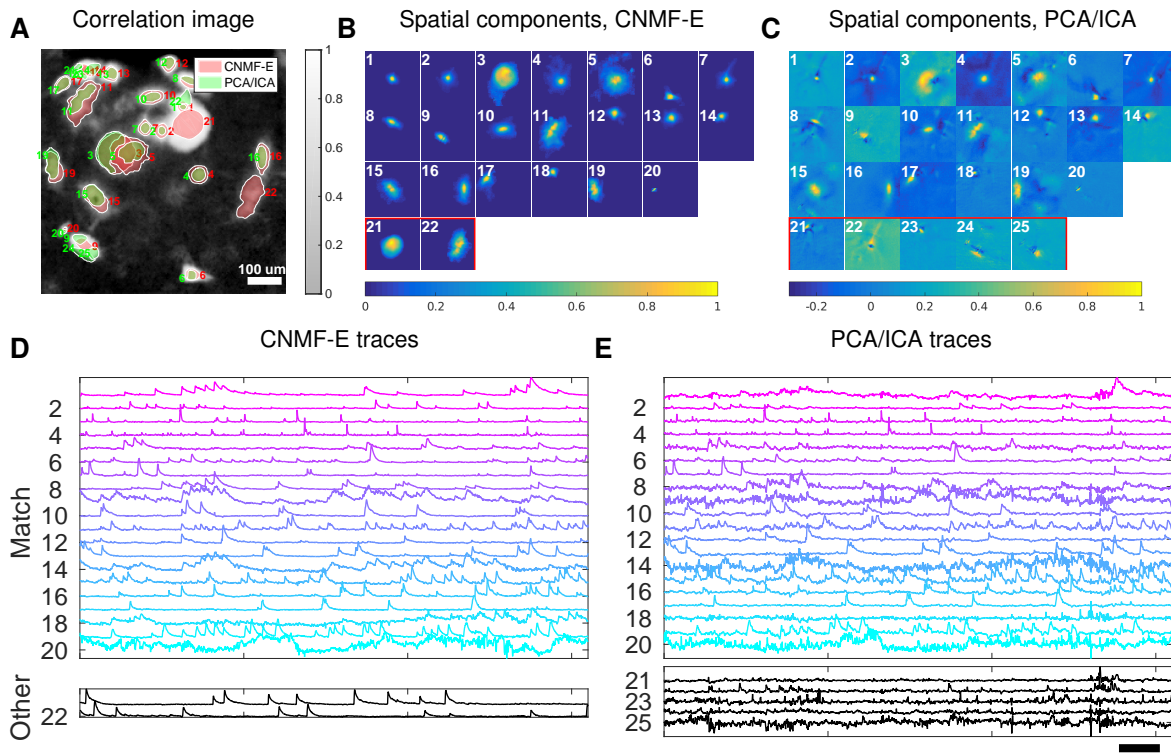 A
Correlation image
CNMF-E
PCA/ICA
100 um
1
0.8
0.6
0.4
0.2
0
B
Spatial components, CNMF-E
1 2 3 4 5 6 7
8 9 10 11 12 13 14
15 16 17 18 19 20
21 22
0 0.2 0.4 0.6 0.8 1
C
Spatial components, PCA/ICA
1 2 3 4 5 6 7
8 9 10 11 12 13 14
15 16 17 18 19 20
21 22 23 24 25
-0.2 0 0.2 0.4 0.6 0.8 1
D
CNMF-E traces
Match
2
4
6
8
10
12
14
16
18
20
Other
22
E
PCA/ICA traces
2
4
6
8
10
12
14
16
18
20
21
23
25